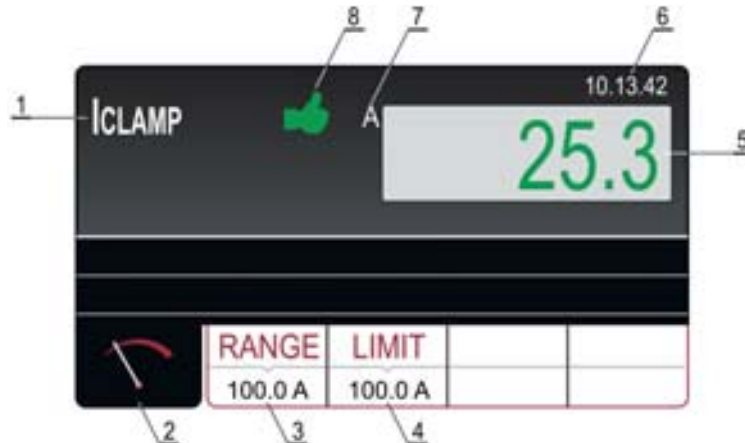 8 7 6
10.13.42
1 ICLAMP A
25.3 5
RANGE LIMIT
100.0 A 100.0 A
2 3 4